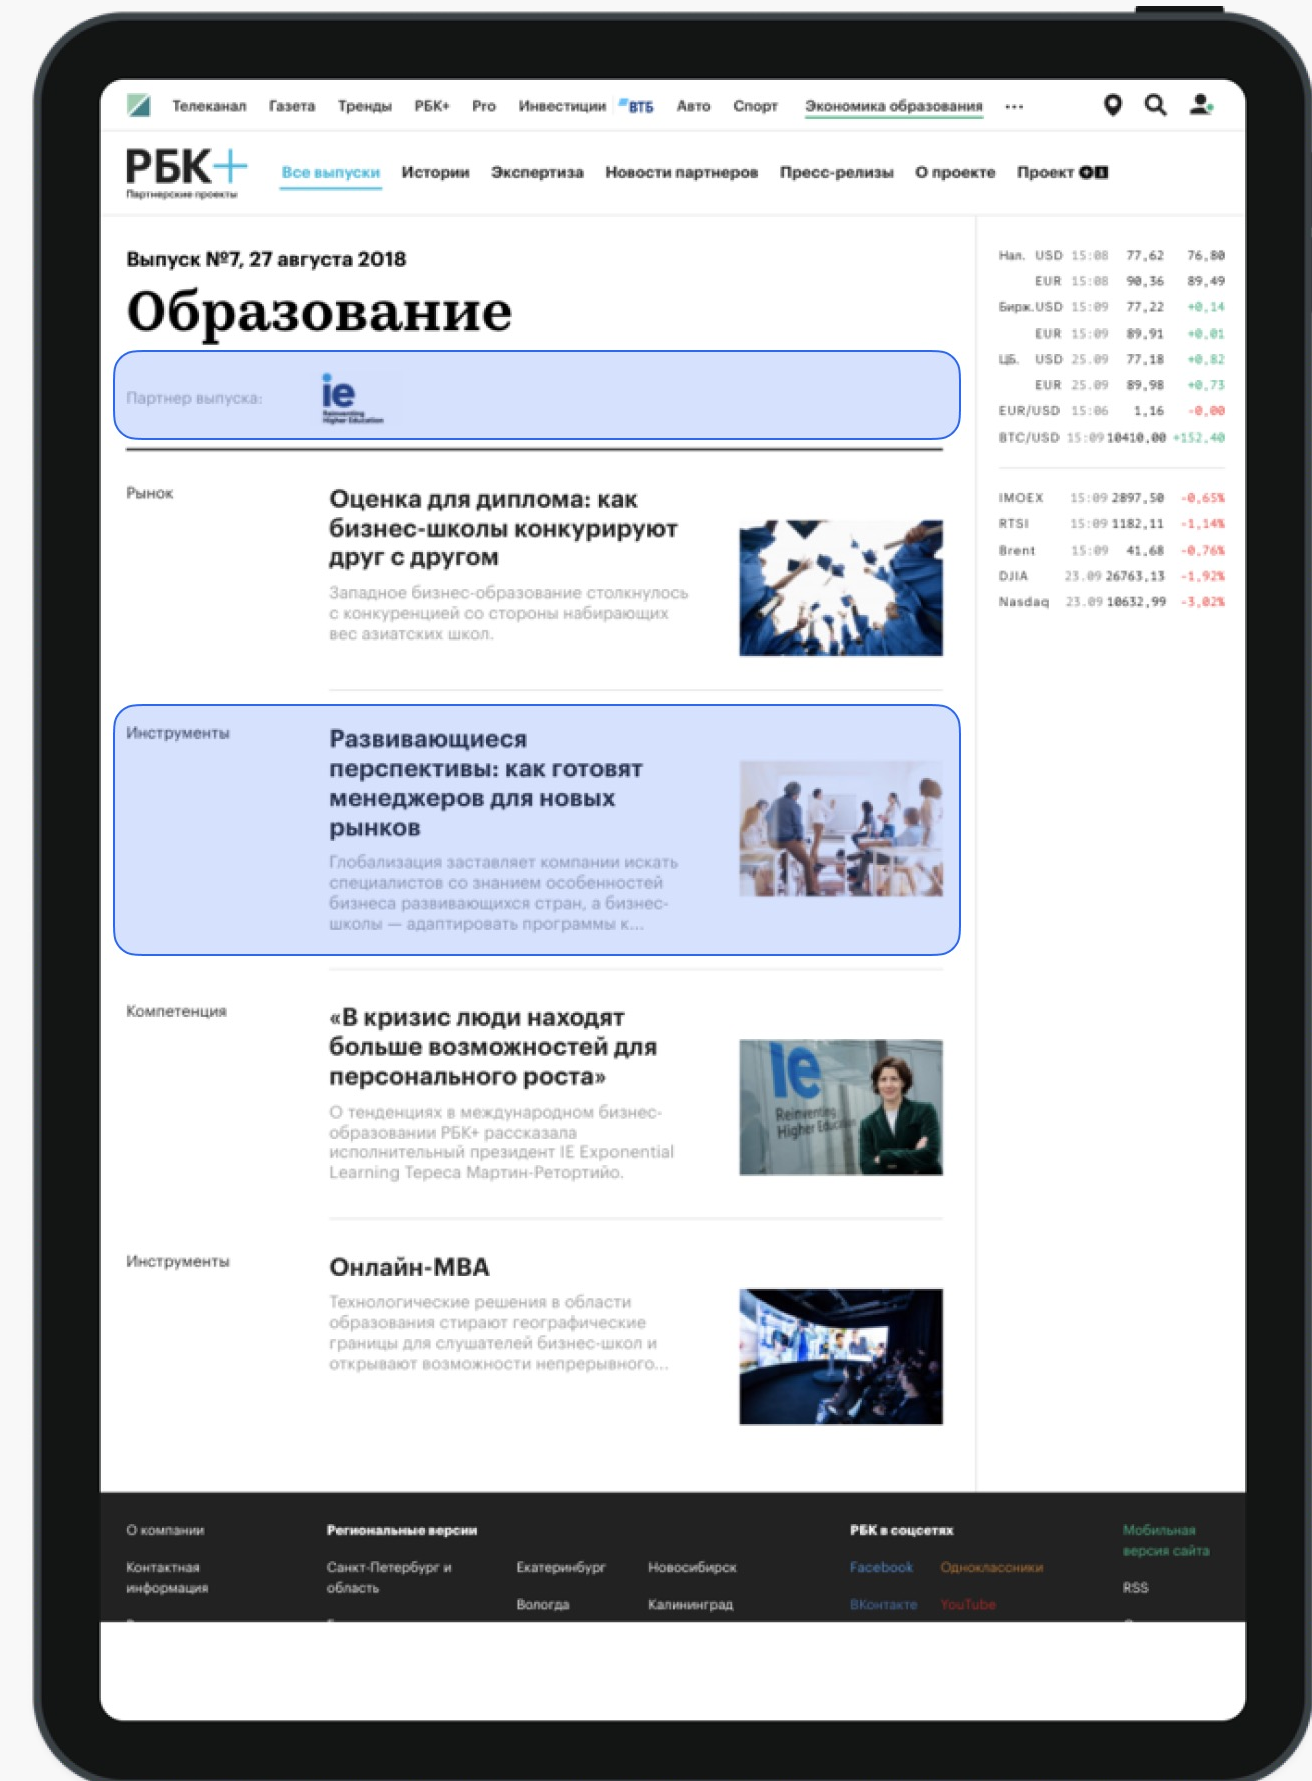 Телеканал Газета Тренды РБК+ Pro Инвестиции ВТБ Авто Спорт Экономика образования ...
РБК+
Партнерские проекты
Все выпуски Истории Экспертиза Новости партнеров Пресс-релизы О проекте Проект
Выпуск №7, 27 августа 2018
Образование
Партнер выпуска:
ie
Reinventing
Higher Education
Рынок
Оценка для диплома: как
бизнес-школы конкурируют
друг с другом
Западное бизнес-образование столкнулось
с конкуренцией со стороны набирающих
вес азиатских школ.
Инструменты
Развивающиеся
перспективы: как готовят
менеджеров для новых
рынков
Глобализация заставляет компании искать
специалистов со знанием особенностей
бизнеса развивающихся стран, а бизнес-
школы — адаптировать программы к...
Компетенция
«В кризис люди находят
больше возможностей для
персонального роста»
О тенденциях в международном бизнес-
образовании РБК+ рассказала
исполнительный президент IE Exponential
Learning Тереса Мартин-Ретортийо.
ie
Reinventing
Higher Education
Инструменты
Онлайн-MBA
Технологические решения в области
образования стирают географические
границы для слушателей бизнес-школ и
открывают возможности непрерывного...
Нал. USD 15:08 77,62 76,80
EUR 15:08 90,36 89,49
Бирж. USD 15:09 77,22 +0,14
EUR 15:09 89,91 +0,01
ЦБ. USD 25.09 77,18 +0,82
EUR 25.09 89,98 +0,73
EUR/USD 15:06 1,16 -0,00
BTC/USD 15:09 10410,00 +152,40
IMOEX 15:09 2897,50 -0,65%
RTSI 15:09 1182,11 -1,14%
Brent 15:09 41,68 -0,76%
DJIA 23.09 26763,13 -1,92%
Nasdaq 23.09 10632,99 -3,02%
О компании
Контактная
информация
Региональные версии
Санкт-Петербург и
область
Екатеринбург
Вологда
Новосибирск
Калининград
РБК в соцсетях
Facebook Одноклассники
ВКонтакте YouTube
Мобильная
версия сайта
RSS